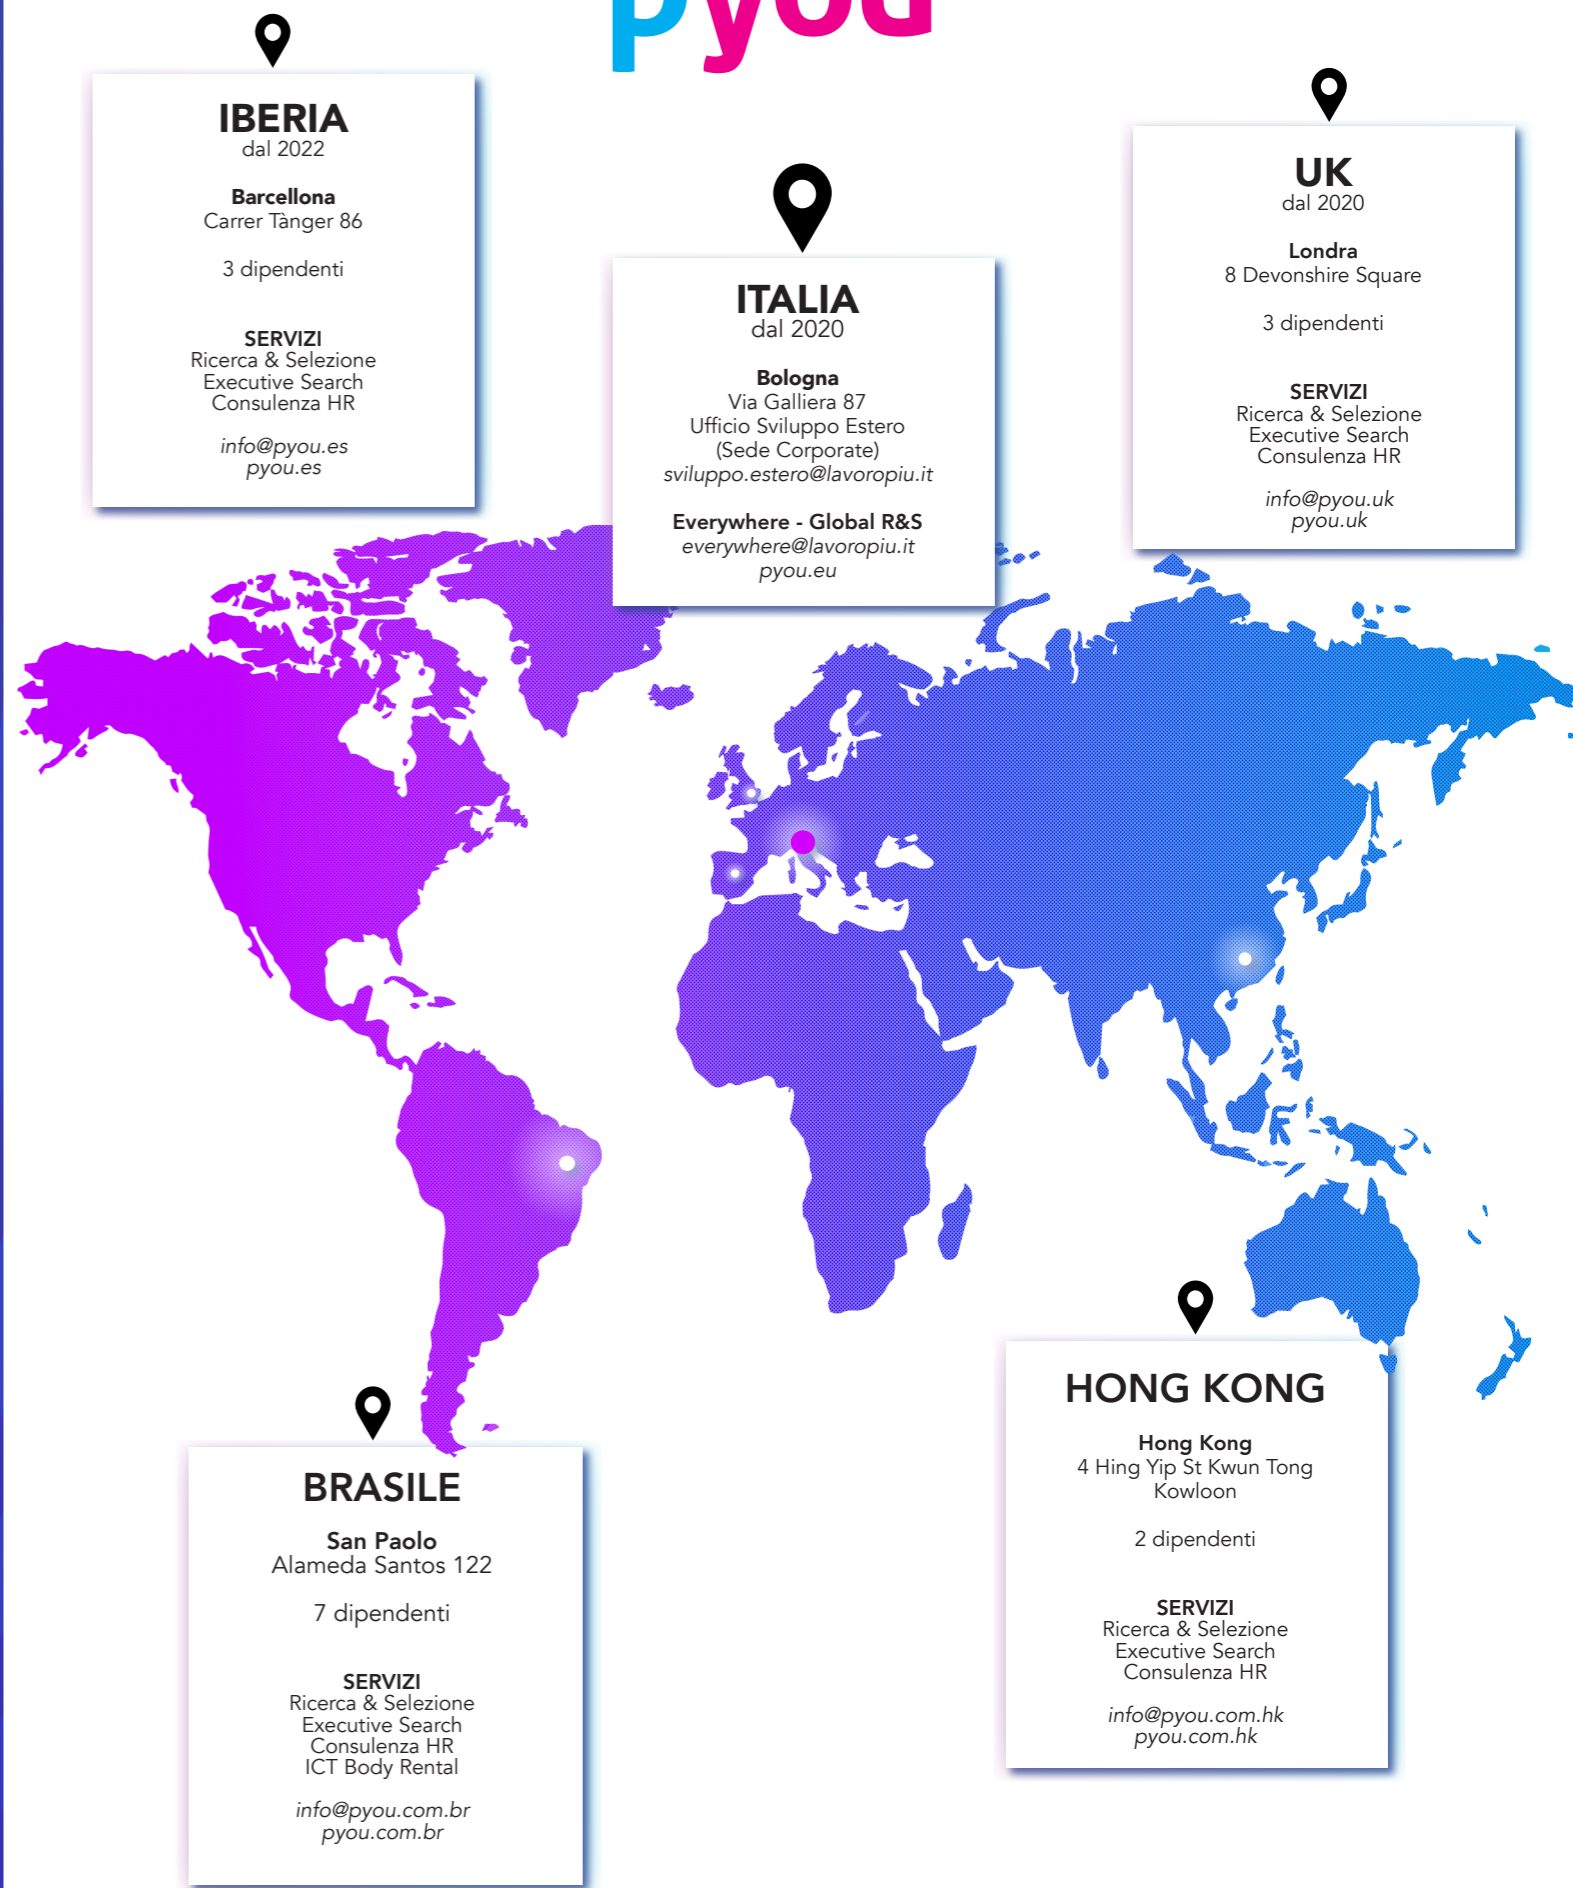 pyou
IBERIA
dal 2022
Barcellona
Carrer Tànger 86
3 dipendenti
SERVIZI
Ricerca & Selezione
Executive Search
Consulenza HR
info@pyou.es
pyou.es
ITALIA
dal 2020
Bologna
Via Galliera 87
Ufficio Sviluppo Estero
(Sede Corporate)
sviluppo.estero@lavoropiu.it
Everywhere - Global R&S
everywhere@lavoropiu.it
pyou.eu
UK
dal 2020
Londra
8 Devonshire Square
3 dipendenti
SERVIZI
Ricerca & Selezione
Executive Search
Consulenza HR
info@pyou.uk
pyou.uk
BRASILE
San Paolo
Alameda Santos 122
7 dipendenti
SERVIZI
Ricerca & Selezione
Executive Search
Consulenza HR
ICT Body Rental
info@pyou.com.br
pyou.com.br
HONG KONG
Hong Kong
4 Hing Yip St Kwun Tong
Kowloon
2 dipendenti
SERVIZI
Ricerca & Selezione
Executive Search
Consulenza HR
info@pyou.com.hk
pyou.com.hk